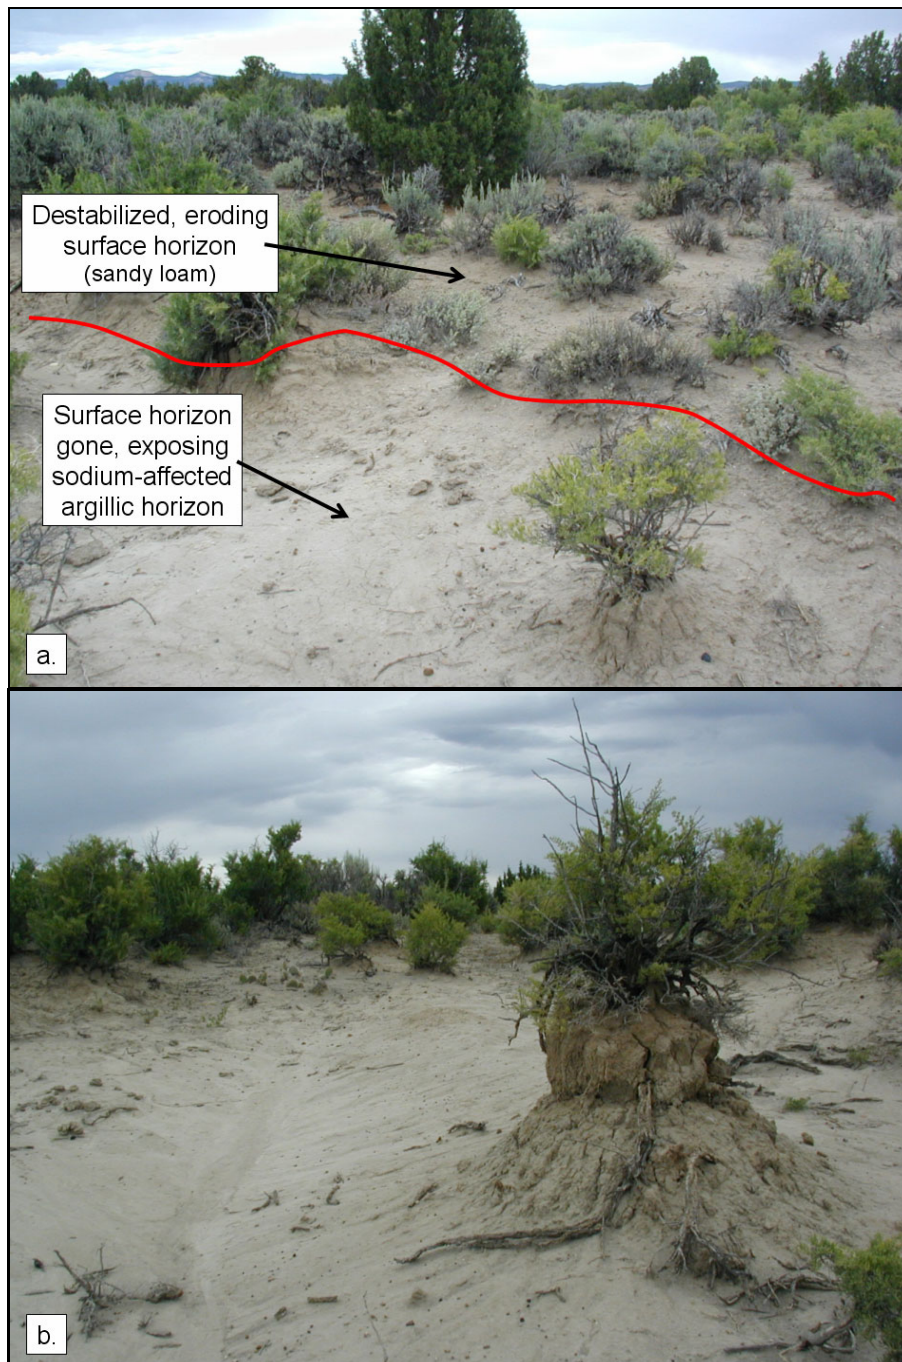 Destabilized, eroding
surface horizon
(sandy loam)
Surface horizon
gone, exposing
sodium-affected
argillic horizon
a.
b.